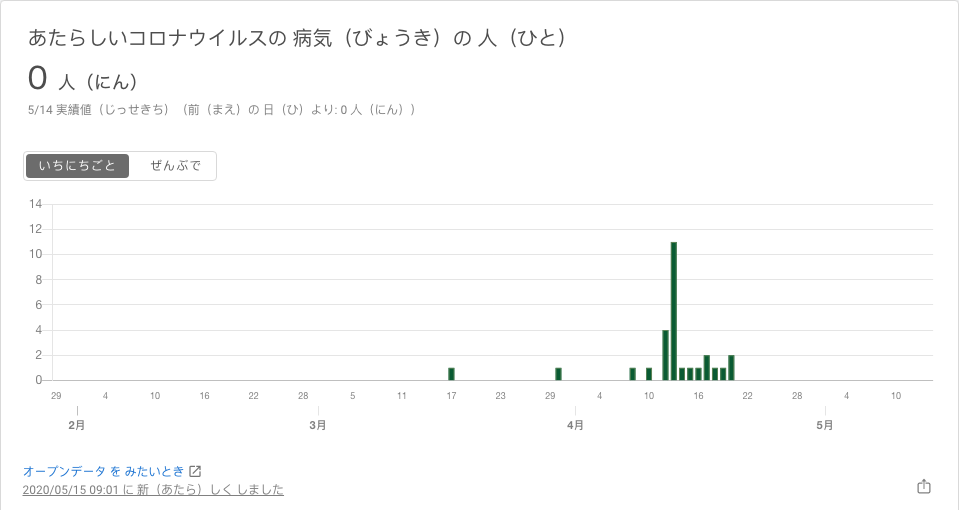 あたらしいコロナウイルスの 病気（びょうき）の 人（ひと）
0 人（にん）
5/14 実績値（じっせきち）（前（まえ）の 日（ひ）より: 0 人（にん））
いちにちごと ぜんぶで
14
12
10
8
6
4
2
0
29 4 10 16 22 28 5 11 17 23 29 4 10 16 22 28 4 10
2月 3月 4月 5月
オープンデータ を みたいとき
2020/05/15 09:01 に 新（あたら）しく しました